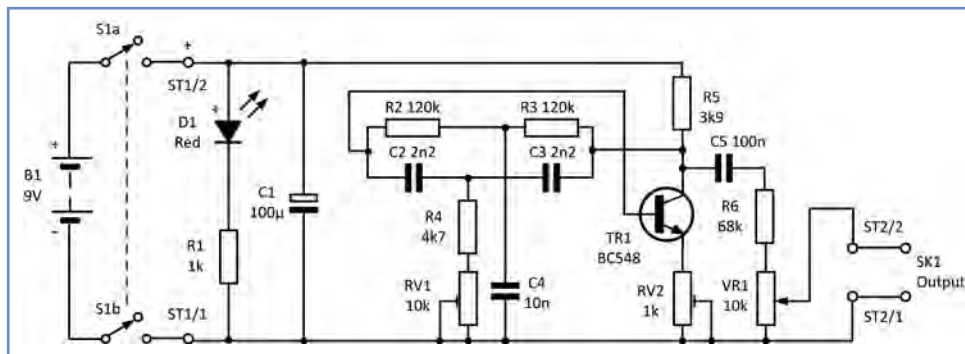 S1a
+
+
ST1/2
R2 120k
R3 120k
R5
3k9
D1
Red
+
C2 2n2
C3 2n2
C5 100n
B1
9V
+
-
C1
100µ
R4
4k7
R6
68k
TR1
BC548
ST2/2
R1
1k
RV1
10k
C4
10n
RV2
1k
VR1
10k
SK1
Output
S1b
-
ST1/1
ST2/1